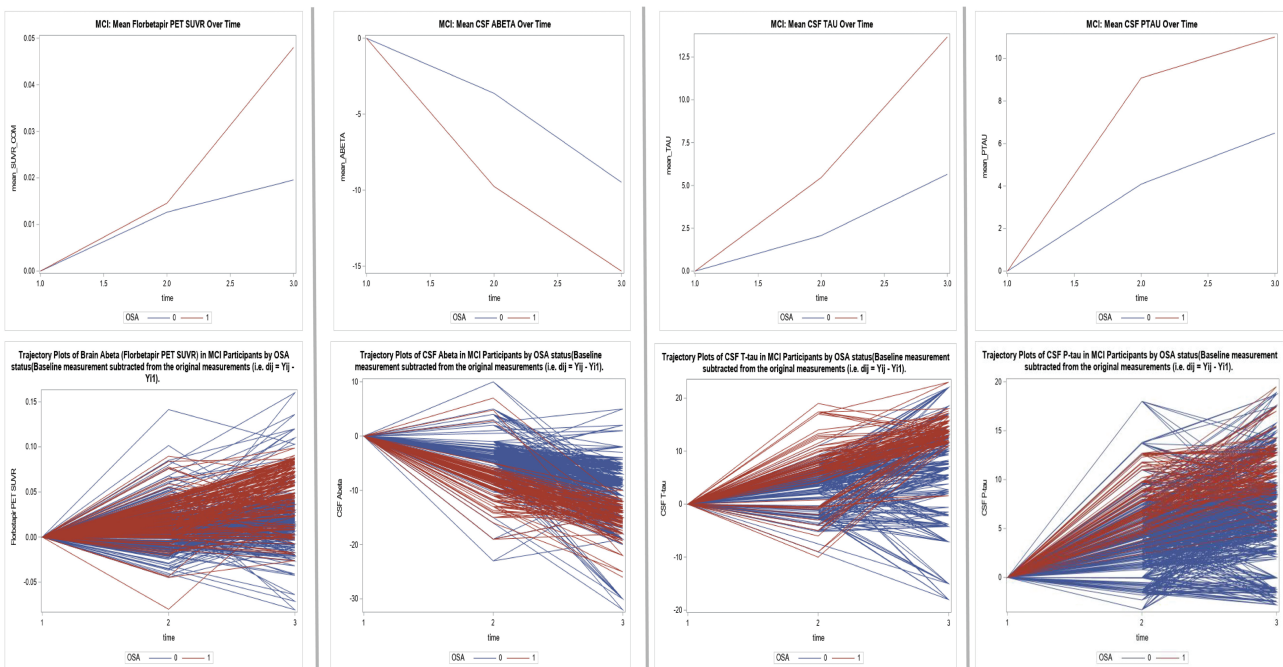 MCI: Mean Florbetapir PET SUVR Over Time
0.05
0.04
0.03
0.02
0.01
0.00
mean_SUVR_COM
1.0 1.5 2.0 2.5 3.0
time
OSA 0 1
MCI: Mean CSF ABETA Over Time
0
-5
-10
-15
mean_ABETA
1.0 1.5 2.0 2.5 3.0
time
OSA 0 1
MCI: Mean CSF TAU Over Time
12.5
10.0
7.5
5.0
2.5
0.0
mean_TAU
1.0 1.5 2.0 2.5 3.0
time
OSA 0 1
MCI: Mean CSF PTAU Over Time
10
8
6
4
2
0
mean_PTAU
1.0 1.5 2.0 2.5 3.0
time
OSA 0 1
Trajectory Plots of Brain Abeta (Florbetapir PET SUVR) in MCI Participants by OSA
status(Baseline measurement subtracted from the original measurements (i.e. dij = Yij -
Yi1).
0.15
0.10
0.05
0.00
-0.05
Florbetapir PET SUVR
1 2 3
time
OSA 0 1
Trajectory Plots of CSF Abeta in MCI Participants by OSA status(Baseline
measurement subtracted from the original measurements (i.e. dij = Yij - Yi1).
10
0
-10
-20
-30
CSF Abeta
1 2 3
time
OSA 0 1
Trajectory Plots of CSF T-tau in MCI Participants by OSA status(Baseline measurement
subtracted from the original measurements (i.e. dij = Yij - Yi1).
20
10
0
-10
-20
CSF T-tau
1 2 3
time
OSA 0 1
Trajectory Plots of CSF P-tau in MCI Participants by OSA status(Baseline measurement
subtracted from the original measurements (i.e. dij = Yij - Yi1).
20
15
10
5
0
CSF P-tau
1 2 3
time
OSA 0 1